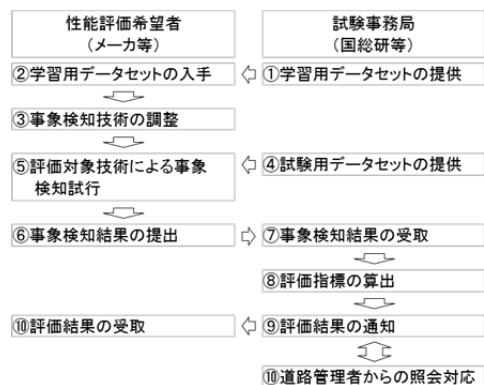 性能評価希望者
(メーカ等)
試験事務局
(国総研等)
②学習用データセットの入手
①学習用データセットの提供
③事象検知技術の調整
⑤評価対象技術による事象
検知試行
④試験用データセットの提供
⑥事象検知結果の提出
⑦事象検知結果の受取
⑧評価指標の算出
⑩評価結果の受取
⑨評価結果の通知
⑩道路管理者からの照会対応